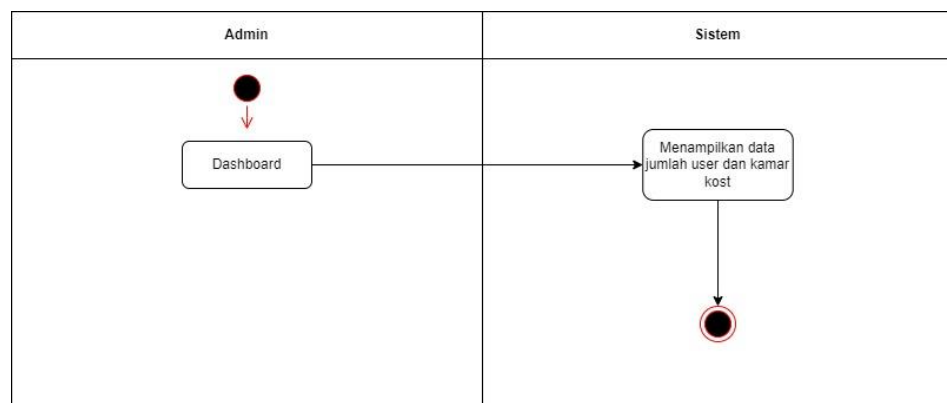 Admin
Sistem
Dashboard
Menampilkan data
jumlah user dan kamar
kost